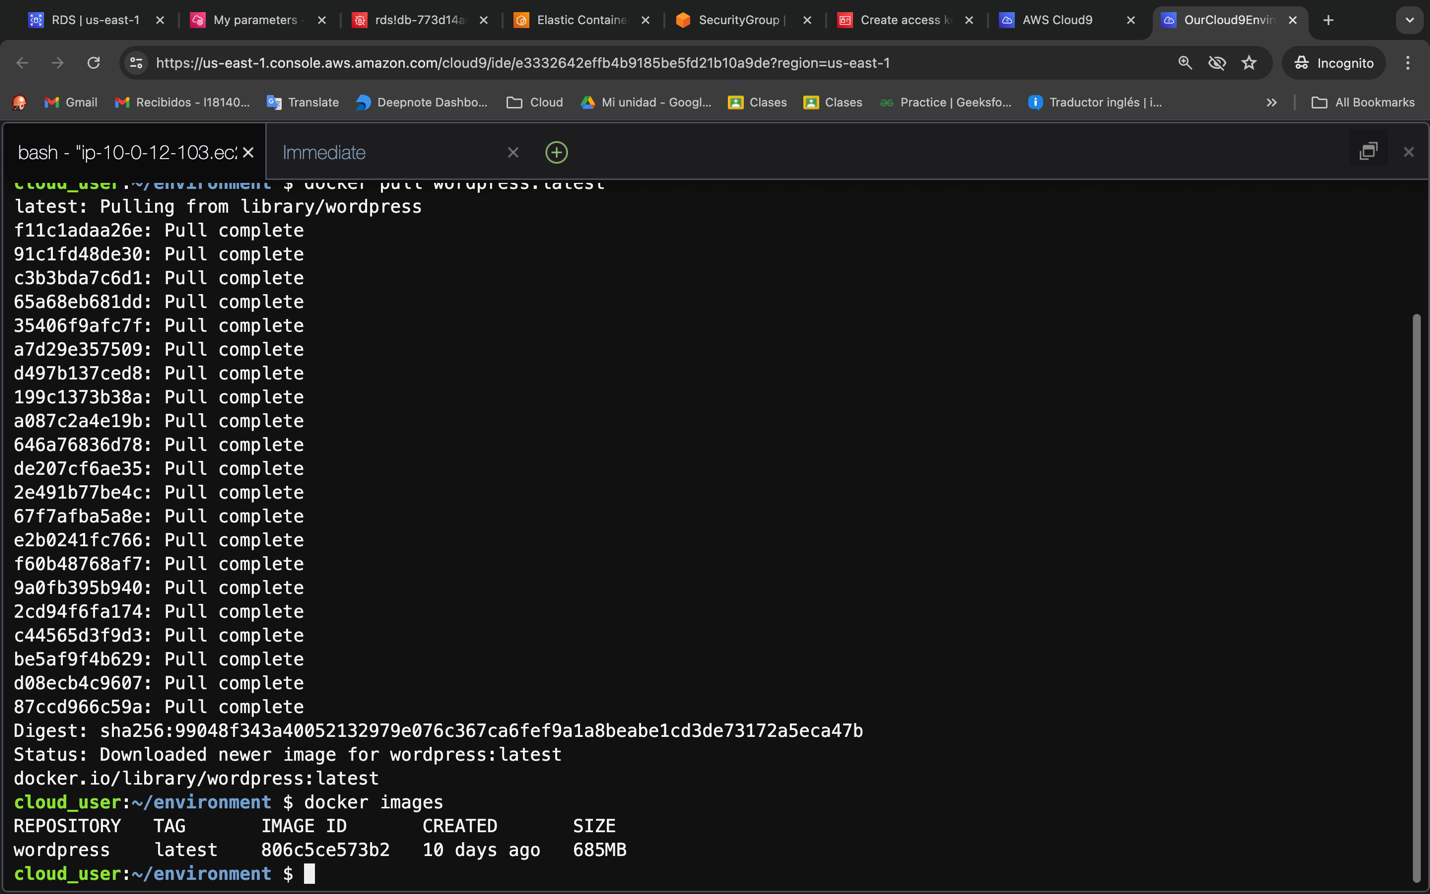 RDS | us-east-1
My parameters
rds!db-773d14a
Elastic Containe
SecurityGroup |
Create access k
AWS Cloud9
OurCloud9Envir
https://us-east-1.console.aws.amazon.com/cloud9/ide/e3332642effb4b9185be5fd21b10a9de?region=us-east-1
Incognito
Gmail
Recibidos - l18140...
Translate
Deepnote Dashbo...
Cloud
Mi unidad - Googl...
Clases
Clases
Practice | Geeksfo...
Traductor inglés | i...
»
All Bookmarks
bash - "ip-10-0-12-103.ec2
Immediate
cloud_user:~/environment $ docker pull wordpress:latest
latest: Pulling from library/wordpress
f11c1adaa26e: Pull complete
91c1fd48de30: Pull complete
c3b3bda7c6d1: Pull complete
65a68eb681dd: Pull complete
35406f9afc7f: Pull complete
a7d29e357509: Pull complete
d497b137ced8: Pull complete
199c1373b38a: Pull complete
a087c2a4e19b: Pull complete
646a76836d78: Pull complete
de207cf6ae35: Pull complete
2e491b77be4c: Pull complete
67f7afba5a8e: Pull complete
e2b0241fc766: Pull complete
f60b48768af7: Pull complete
9a0fb395b940: Pull complete
2cd94f6fa174: Pull complete
c44565d3f9d3: Pull complete
be5af9f4b629: Pull complete
d08ecb4c9607: Pull complete
87ccd966c59a: Pull complete
Digest: sha256:99048f343a40052132979e076c367ca6fef9a1a8beabe1cd3de73172a5eca47b
Status: Downloaded newer image for wordpress:latest
docker.io/library/wordpress:latest
cloud_user:~/environment $ docker images
REPOSITORY TAG IMAGE ID CREATED SIZE
wordpress latest 806c5ce573b2 10 days ago 685MB
cloud_user:~/environment $